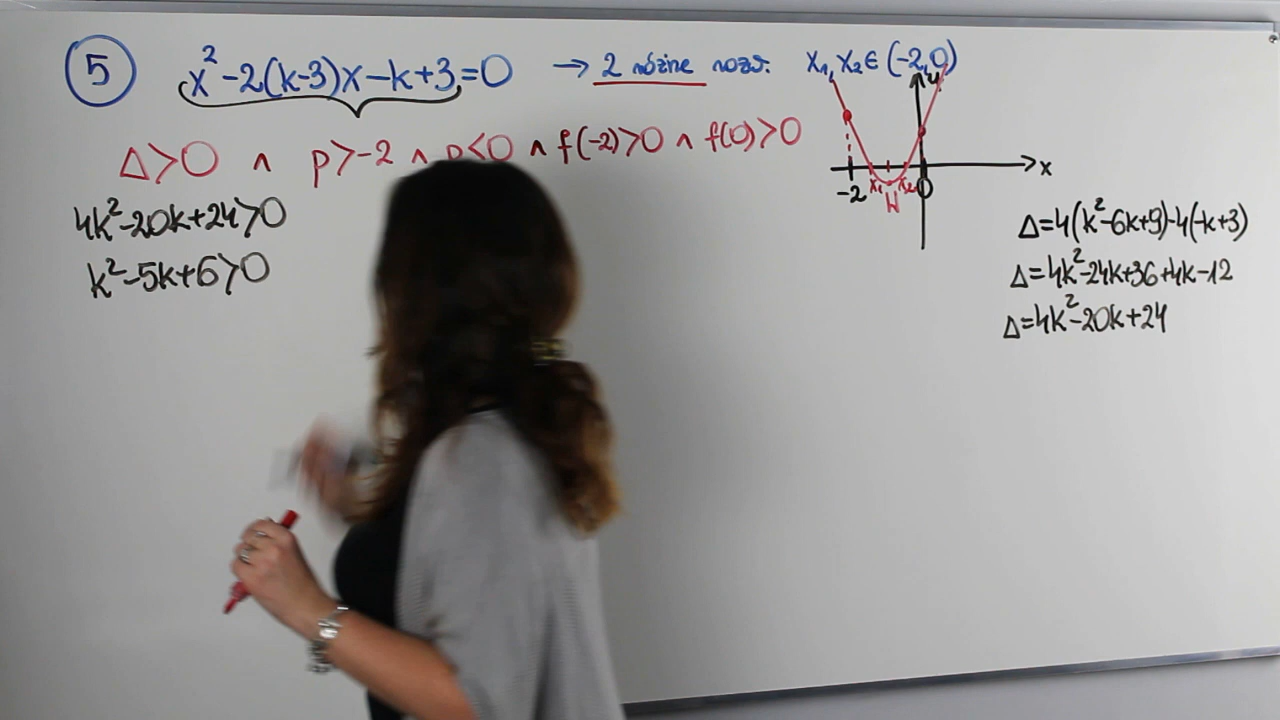 5 x²-2(k-3)x-k+3=0 → 2 różne rozw. x₁,x₂∈(-2,0)
Δ>0 ∧ p>-2 ∧ p<0 ∧ f(-2)>0 ∧ f(0)>0
4k²-20k+24>0
k²-5k+6>0
y
x
-2 x₁ x₂ 0
W
Δ=4(k²-6k+9)-4(-k+3)
Δ=4k²-24k+36+4k-12
Δ=4k²-20k+24